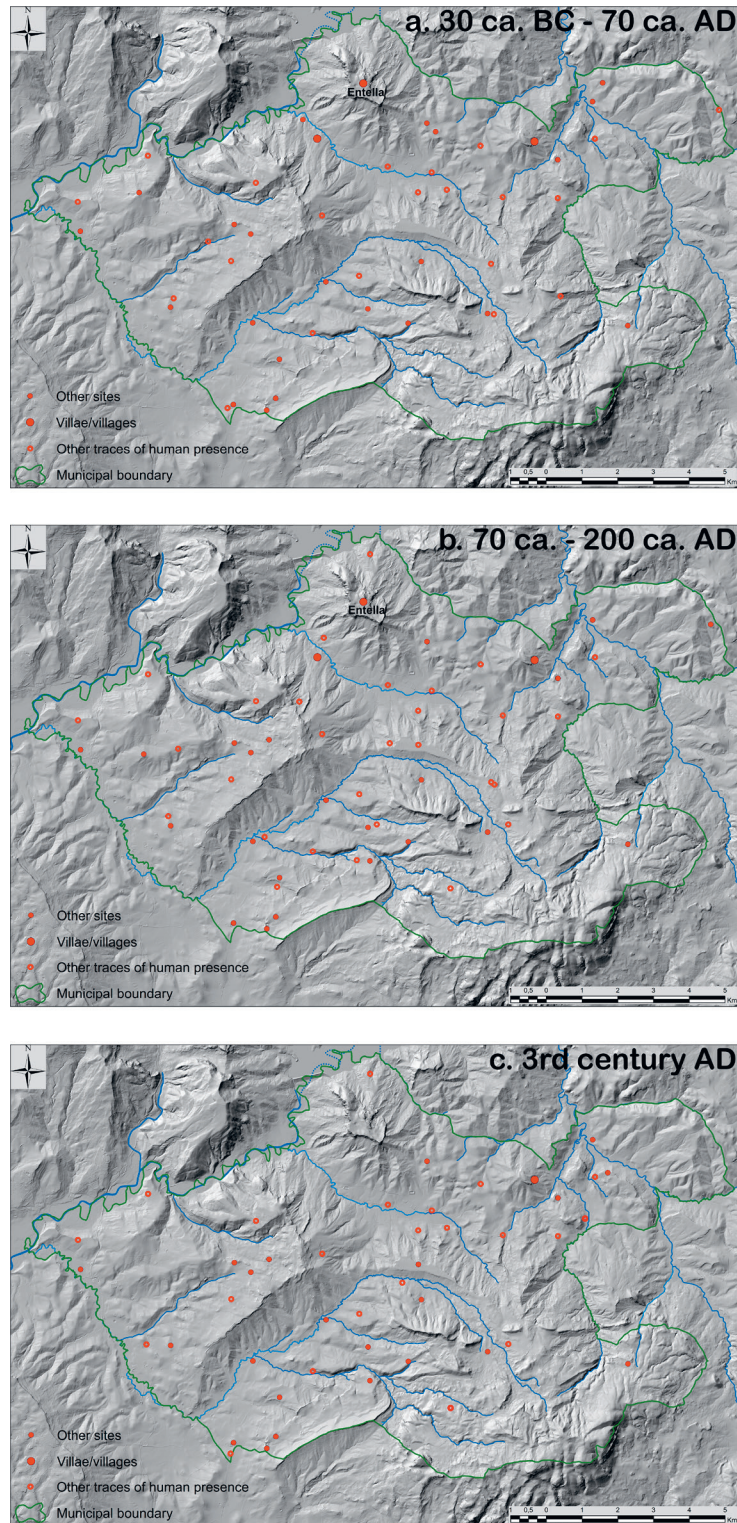 a. 30 ca. BC - 70 ca. AD
N
Entella
Other sites
Villae/villages
Other traces of human presence
Municipal boundary
1 0,5 0 1 2 3 4 5
Km
b. 70 ca. - 200 ca. AD
N
Entella
Other sites
Villae/villages
Other traces of human presence
Municipal boundary
1 0,5 0 1 2 3 4 5
Km
c. 3rd century AD
N
Other sites
Villae/villages
Other traces of human presence
Municipal boundary
1 0,5 0 1 2 3 4 5
Km